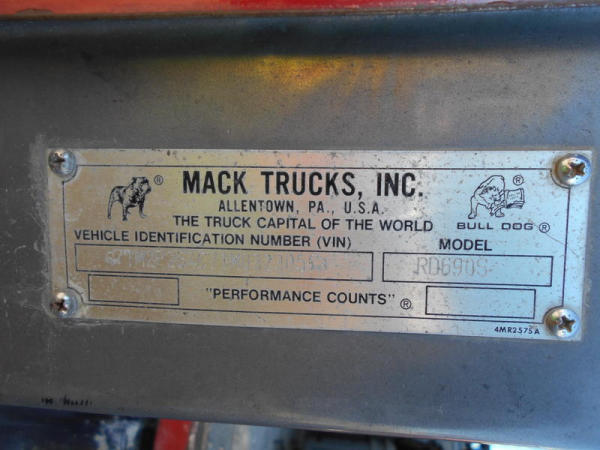 MACK TRUCKS, INC.
ALLENTOWN, PA., U.S.A.
THE TRUCK CAPITAL OF THE WORLD
BULL DOG ®
VEHICLE IDENTIFICATION NUMBER (VIN)
MODEL
RD690S
"PERFORMANCE COUNTS" ®
4MR2575A